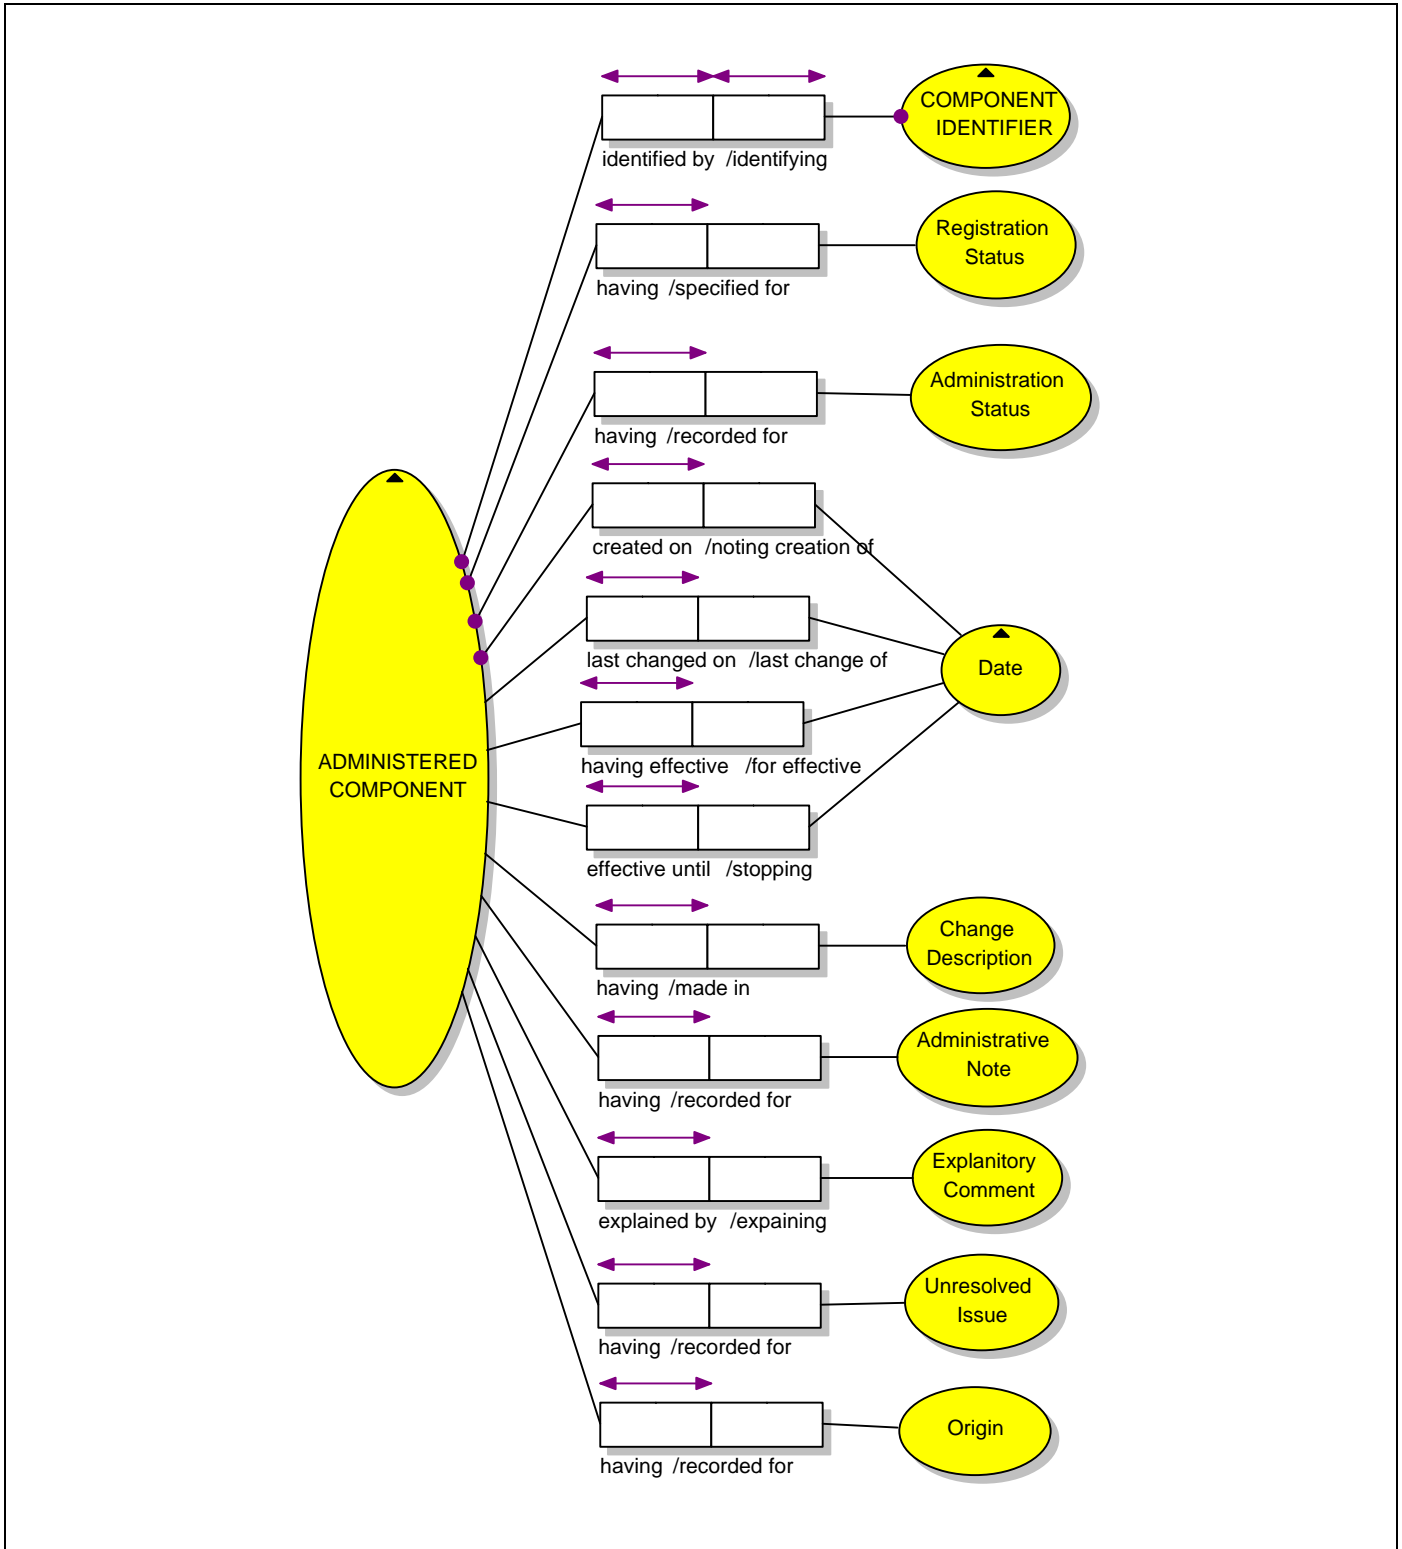 COMPONENT
IDENTIFIER
identified by /identifying
Registration
Status
having /specified for
Administration
Status
having /recorded for
created on /noting creation of
last changed on /last change of
Date
having effective /for effective
ADMINISTERED
COMPONENT
effective until /stopping
Change
Description
having /made in
Administrative
Note
having /recorded for
Explanitory
Comment
explained by /expaining
Unresolved
Issue
having /recorded for
Origin
having /recorded for